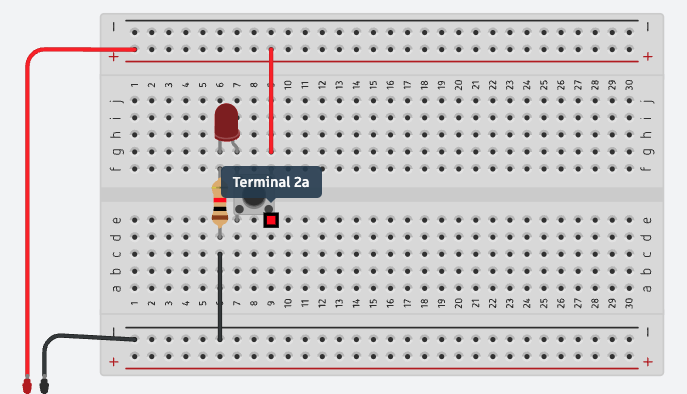 − −
+ +
1 2 3 4 5 6 7 8 9 10 11 12 13 14 15 16 17 18 19 20 21 22 23 24 25 26 27 28 29 30
j j
i i
h h
g g
f f
Terminal 2a
e e
d d
c c
b b
a a
1 2 3 4 5 6 7 8 9 10 11 12 13 14 15 16 17 18 19 20 21 22 23 24 25 26 27 28 29 30
− −
+ +